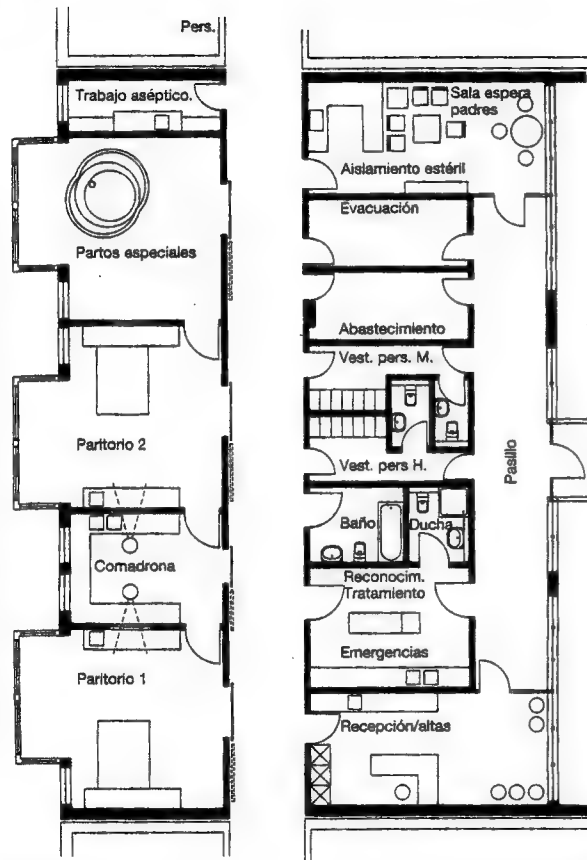 Pers.
Trabajo aséptico.
Partos especiales
Paritorio 2
Comadrona
Paritorio 1
Sala espera
padres
Aislamiento estéril
Evacuación
Abastecimiento
Vest. pers. M.
Vest. pers H.
Pasillo
Baño
Ducha
Reconocim.
Tratamiento
Emergencias
Recepción/altas